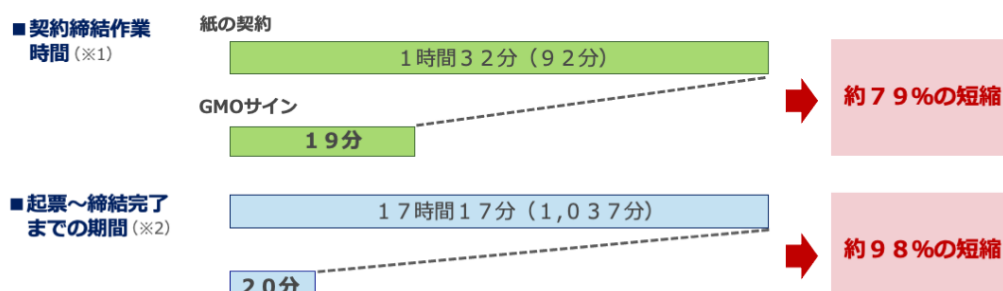 ■契約締結作業
時間(※1)
紙の契約
1時間32分(92分)
GMOサイン
19分
約79%の短縮
■起票～締結完了
までの期間(※2)
17時間17分(1,037分)
20分
約98%の短縮